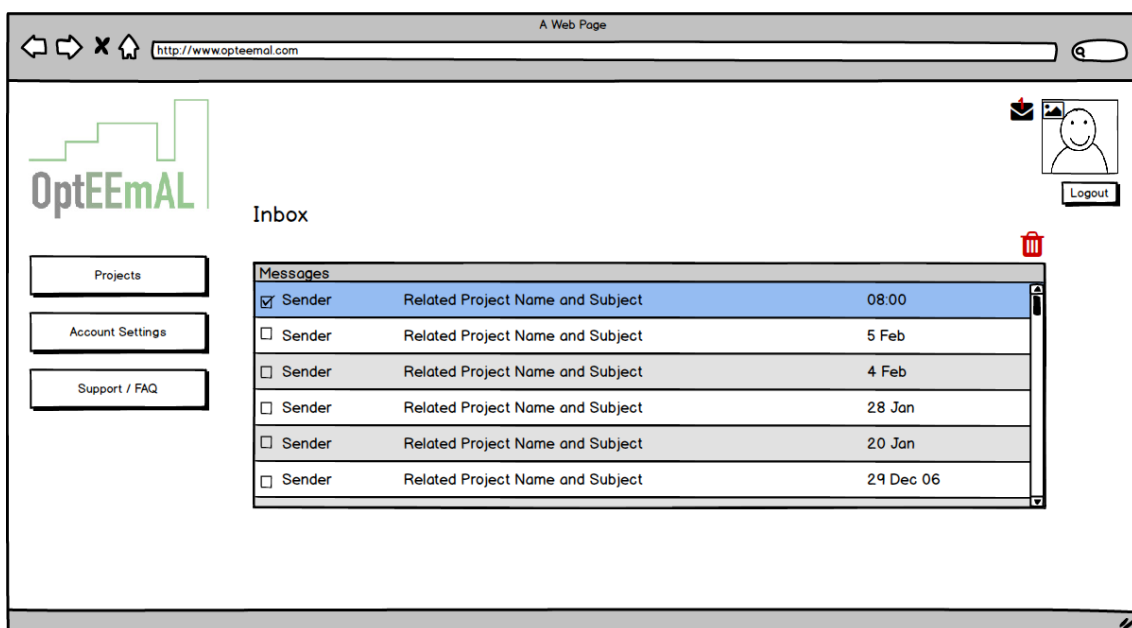 A Web Page
http://www.opteemal.com
1
OptEEmAL
Logout
Inbox
Projects
Account Settings
Support / FAQ
Messages
Sender Related Project Name and Subject 08:00
Sender Related Project Name and Subject 5 Feb
Sender Related Project Name and Subject 4 Feb
Sender Related Project Name and Subject 28 Jan
Sender Related Project Name and Subject 20 Jan
Sender Related Project Name and Subject 29 Dec 06